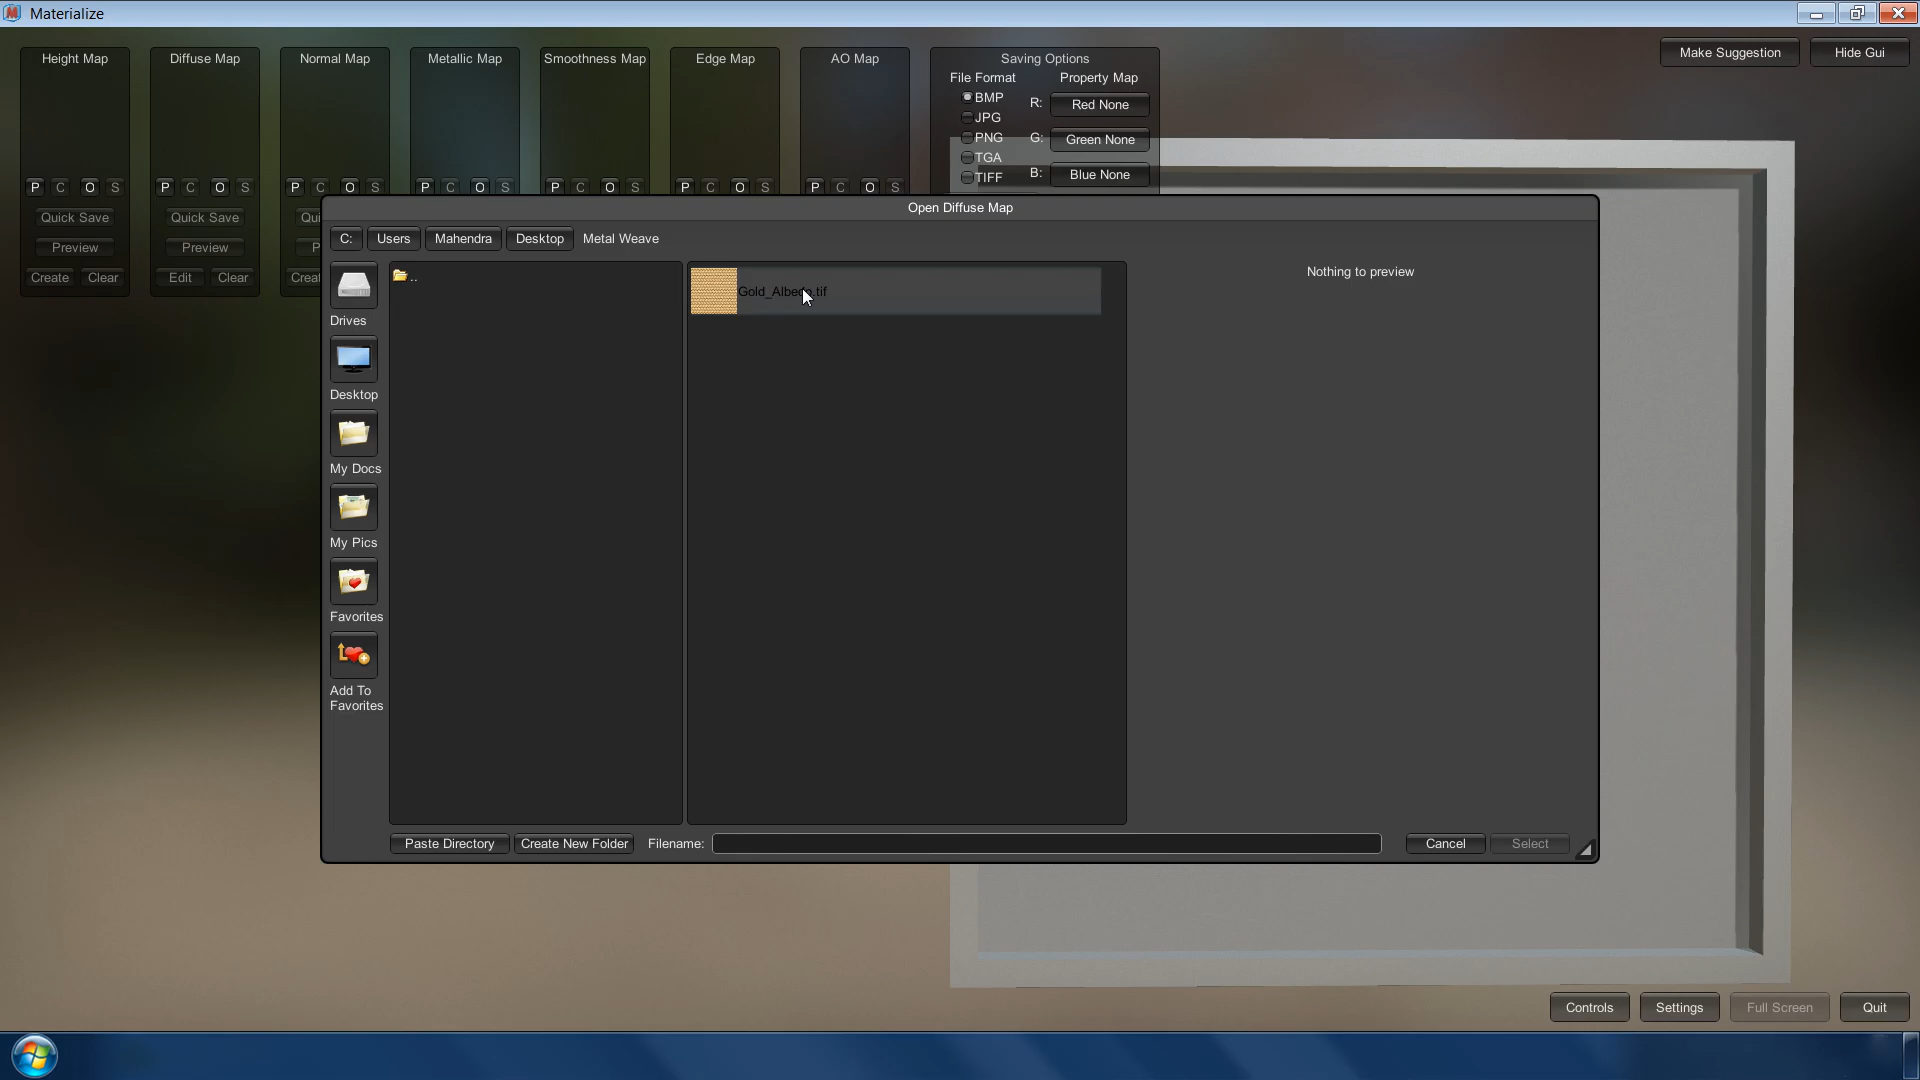 Materialize
Height Map
Diffuse Map
Normal Map
Metallic Map
Smoothness Map
Edge Map
AO Map
Saving Options
Make Suggestion
Hide Gui
File Format
Property Map
BMP
JPG
PNG
TGA
TIFF
R:
Red None
G:
Green None
B:
Blue None
P C O S
P C O S
P C O S
P C O S
P C O S
P C O S
P C O S
Quick Save
Quick Save
Preview
Preview
Create
Clear
Edit
Clear
Open Diffuse Map
C:
Users
Mahendra
Desktop
Metal Weave
Drives
Desktop
My Docs
My Pics
Favorites
Add To
Favorites
..
Gold_Albedo.tif
Nothing to preview
Paste Directory
Create New Folder
Filename:
Cancel
Select
Controls
Settings
Full Screen
Quit